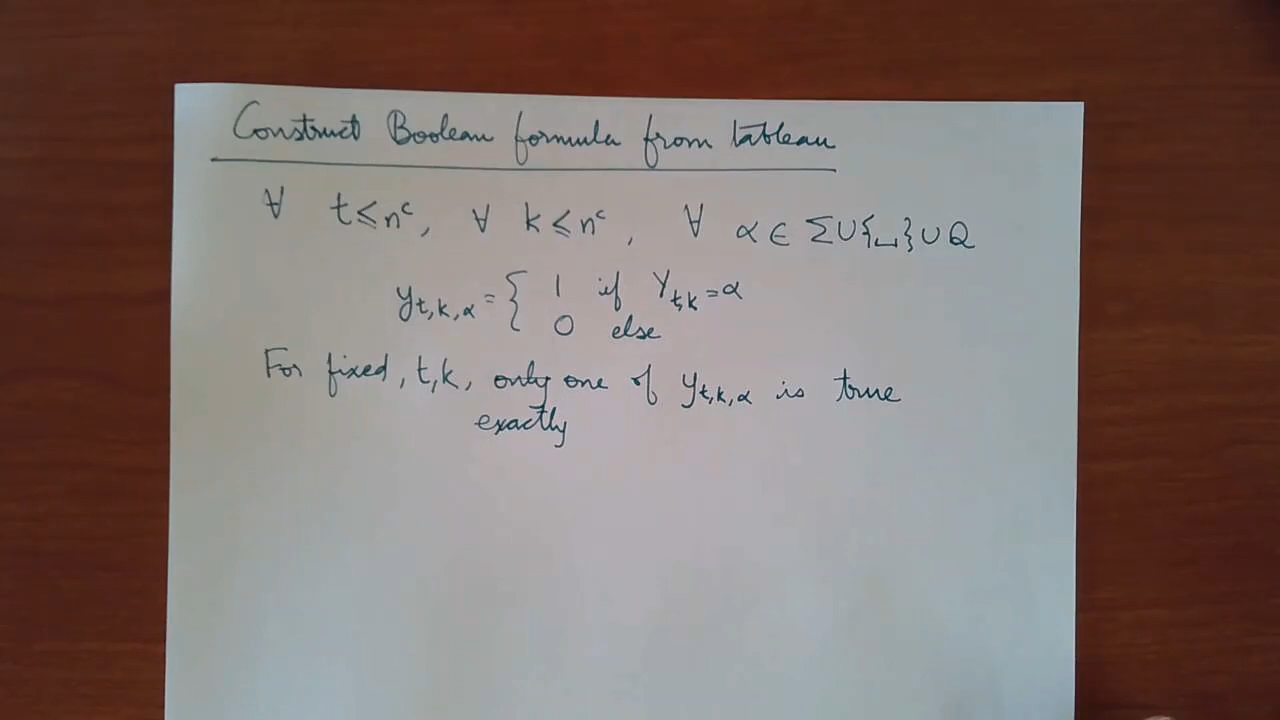 Construct Boolean formula from tableau
∀ t ≤ n^c, ∀ k ≤ n^c, ∀ α ∈ Σ∪{␣}∪Q
y_{t,k,α} = { 1 if Y_{t,k} = α
0 else
For fixed, t,k, only one of y_{t,k,α} is true
exactly